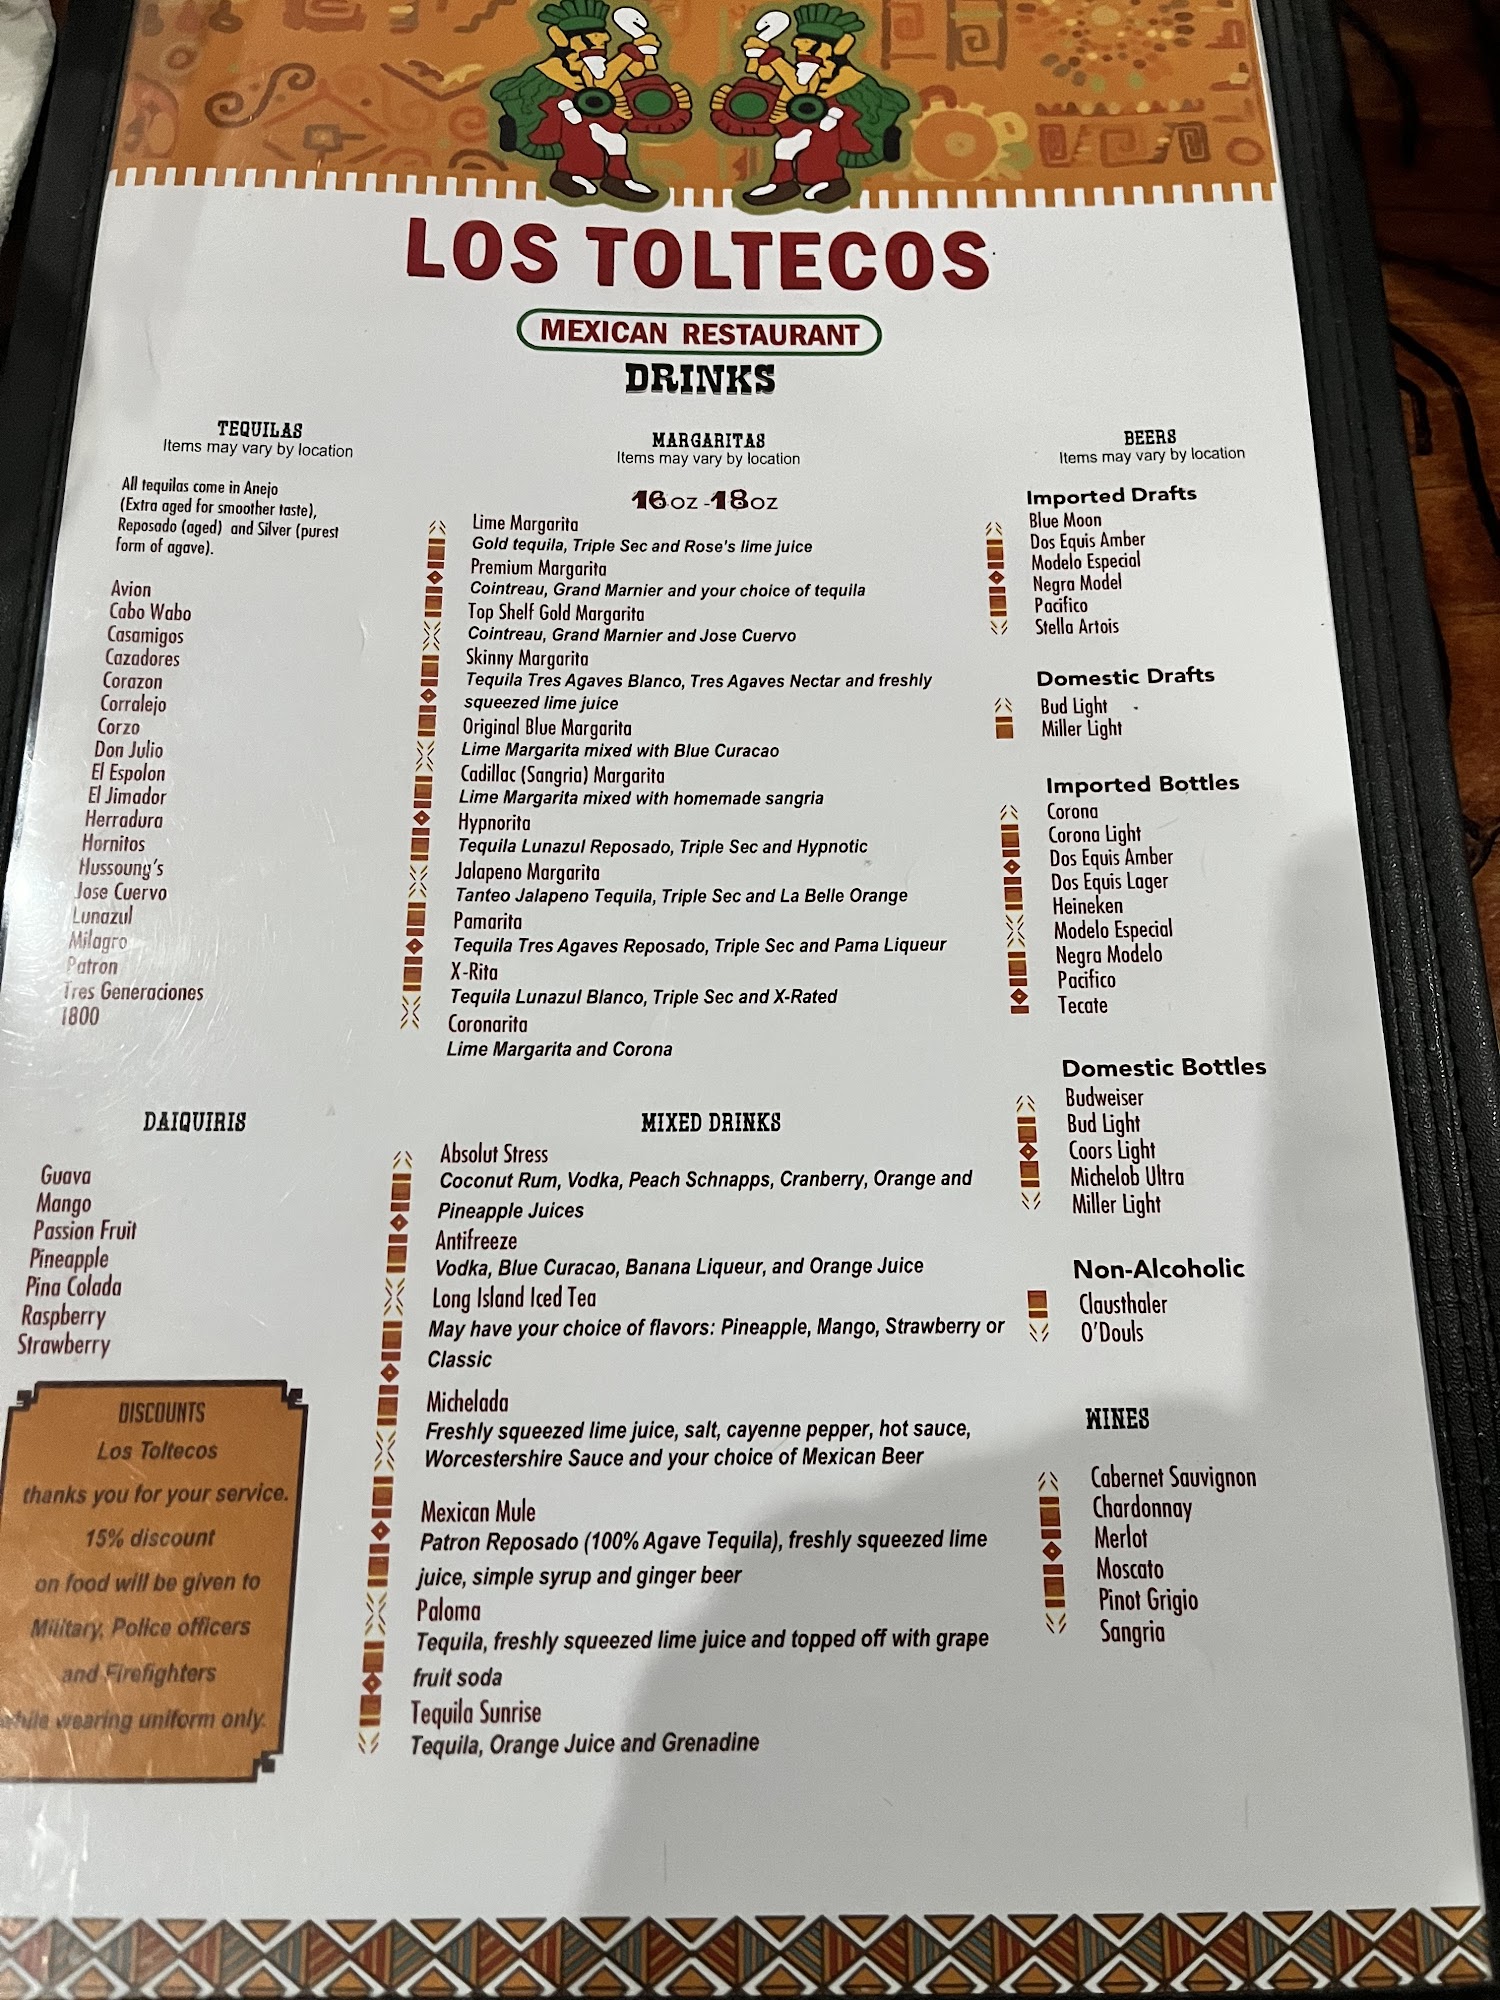 LOS TOLTECOS
MEXICAN RESTAURANT
DRINKS
TEQUILAS
Items may vary by location
All tequilas come in Anejo
(Extra aged for smoother taste),
Reposado (aged) and Silver (purest
form of agave).
Avion
Cabo Wabo
Casamigos
Cazadores
Corazon
Corralejo
Corzo
Don Julio
El Espolon
El Jimador
Herradura
Hornitos
Hussoung's
Jose Cuervo
Lunazul
Milagro
Patron
Tres Generaciones
1800
DAIQUIRIS
Guava
Mango
Passion Fruit
Pineapple
Pina Colada
Raspberry
Strawberry
DISCOUNTS
Los Toltecos
thanks you for your service.
15% discount
on food will be given to
Military, Police officers
and Firefighters
while wearing uniform only.
MARGARITAS
Items may vary by location
16oz - 18oz
Lime Margarita
Gold tequila, Triple Sec and Rose's lime juice
Premium Margarita
Cointreau, Grand Marnier and your choice of tequila
Top Shelf Gold Margarita
Cointreau, Grand Marnier and Jose Cuervo
Skinny Margarita
Tequila Tres Agaves Blanco, Tres Agaves Nectar and freshly
squeezed lime juice
Original Blue Margarita
Lime Margarita mixed with Blue Curacao
Cadillac (Sangria) Margarita
Lime Margarita mixed with homemade sangria
Hypnorita
Tequila Lunazul Reposado, Triple Sec and Hypnotic
Jalapeno Margarita
Tanteo Jalapeno Tequila, Triple Sec and La Belle Orange
Pamarita
Tequila Tres Agaves Reposado, Triple Sec and Pama Liqueur
X-Rita
Tequila Lunazul Blanco, Triple Sec and X-Rated
Coronarita
Lime Margarita and Corona
MIXED DRINKS
Absolut Stress
Coconut Rum, Vodka, Peach Schnapps, Cranberry, Orange and
Pineapple Juices
Antifreeze
Vodka, Blue Curacao, Banana Liqueur, and Orange Juice
Long Island Iced Tea
May have your choice of flavors: Pineapple, Mango, Strawberry or
Classic
Michelada
Freshly squeezed lime juice, salt, cayenne pepper, hot sauce,
Worcestershire Sauce and your choice of Mexican Beer
Mexican Mule
Patron Reposado (100% Agave Tequila), freshly squeezed lime
juice, simple syrup and ginger beer
Paloma
Tequila, freshly squeezed lime juice and topped off with grape
fruit soda
Tequila Sunrise
Tequila, Orange Juice and Grenadine
BEERS
Items may vary by location
Imported Drafts
Blue Moon
Dos Equis Amber
Modelo Especial
Negra Model
Pacifico
Stella Artois
Domestic Drafts
Bud Light
Miller Light
Imported Bottles
Corona
Corona Light
Dos Equis Amber
Dos Equis Lager
Heineken
Modelo Especial
Negra Modelo
Pacifico
Tecate
Domestic Bottles
Budweiser
Bud Light
Coors Light
Michelob Ultra
Miller Light
Non-Alcoholic
Clausthaler
O'Douls
WINES
Cabernet Sauvignon
Chardonnay
Merlot
Moscato
Pinot Grigio
Sangria